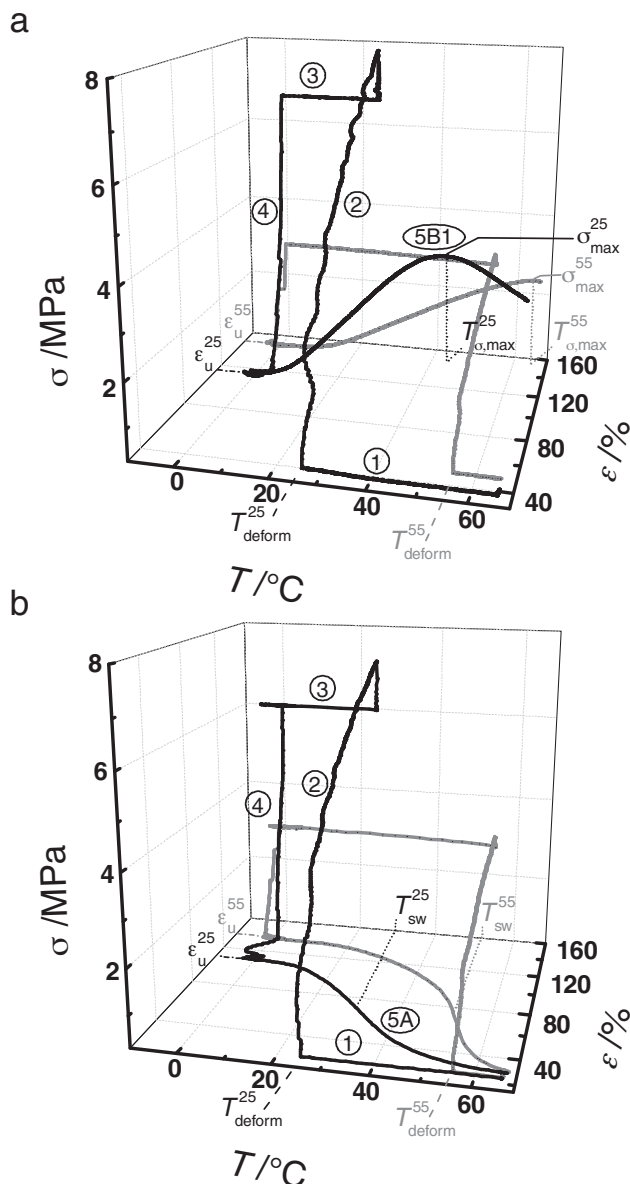 a
8
6
4
2
σ /MPa
③
②
④
5B1
σ25max
σ55max
T25σ,max
T55σ,max
ε55u
ε25u
①
0
20
40
60
T25deform
T55deform
T/°C
160
120
80
40
ε /%
b
8
6
4
2
σ /MPa
③
②
④
T25sw
T55sw
ε55u
ε25u
5A
①
0
20
40
60
T25deform
T55deform
T/°C
160
120
80
40
ε /%